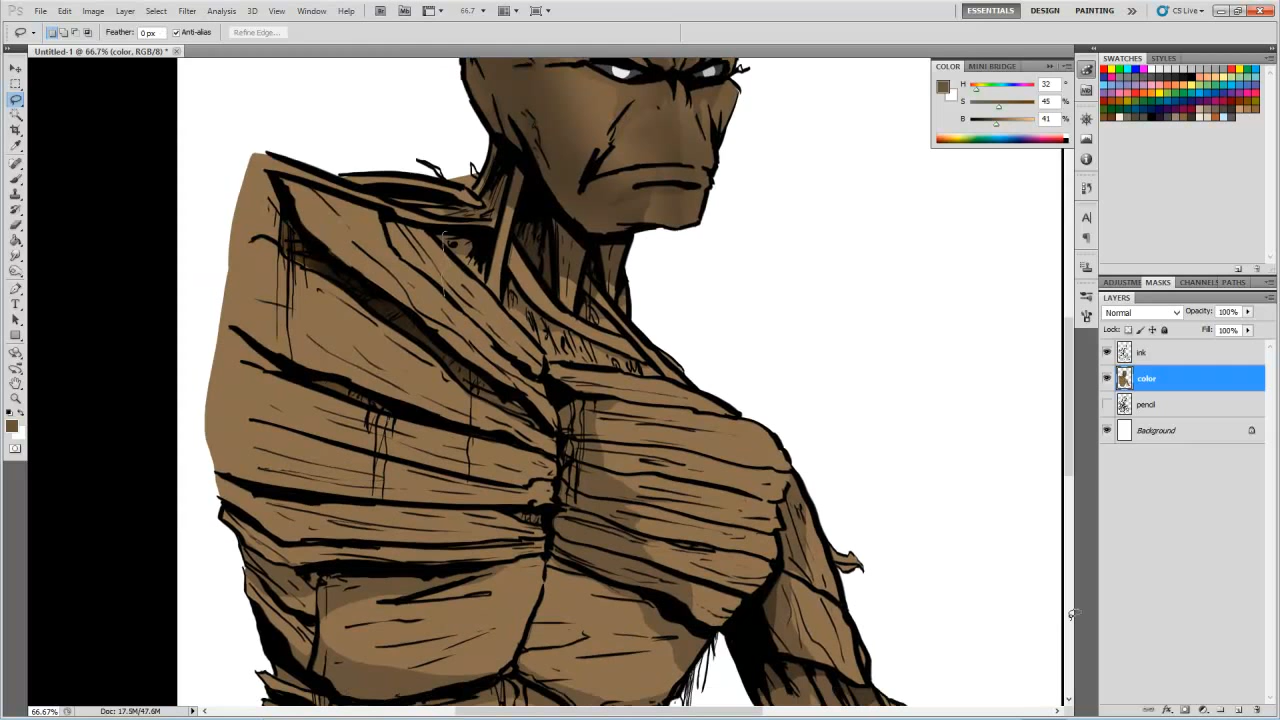 PS File Edit Image Layer Select Filter Analysis 3D View Window Help Br Mb 66.7 ESSENTIALS DESIGN PAINTING CS Live
Feather: 0 px Anti-alias Refine Edge...
Untitled-1 @ 66.7% (color, RGB/8) *
COLOR MINI BRIDGE
H 32 °
S 45 %
B 41 %
SWATCHES STYLES
ADJUSTME MASKS CHANNELS PATHS
LAYERS
Normal Opacity: 100%
Lock: Fill: 100%
ink
color
pencil
Background
66.67% Doc: 17.5M/47.6M